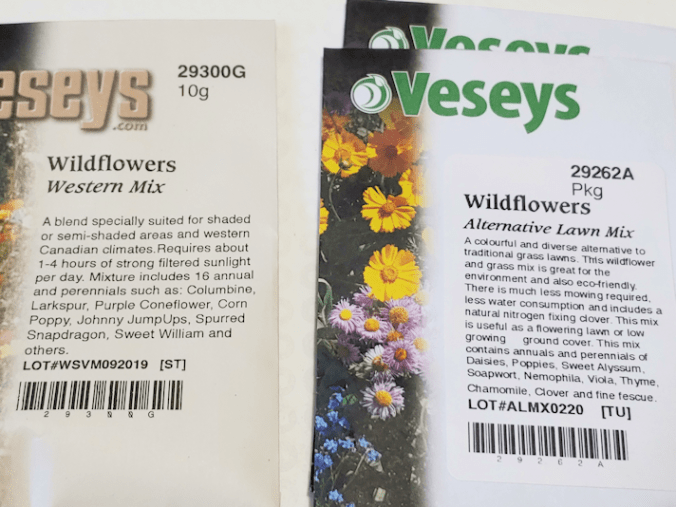 eseys
.com
29300G
10g
Wildflowers
Western Mix
A blend specially suited for shaded
or semi-shaded areas and western
Canadian climates.Requires about
1-4 hours of strong filtered sunlight
per day. Mixture includes 16 annual
and perennials such as: Columbine,
Larkspur, Purple Coneflower, Corn
Poppy, Johnny JumpUps, Spurred
Snapdragon, Sweet William and
others.
LOT#WSVM092019 [ST]
29300G
Veseys
Veseys
29262A
Pkg
Wildflowers
Alternative Lawn Mix
A colourful and diverse alternative to
traditional grass lawns. This wildflower
and grass mix is great for the
environment and also eco-friendly.
There is much less mowing required,
less water consumption and includes a
natural nitrogen fixing clover. This mix
is useful as a flowering lawn or low
growing ground cover. This mix
contains annuals and perennials of
Daisies, Poppies, Sweet Alyssum,
Soapwort, Nemophila, Viola, Thyme,
Chamomile, Clover and fine fescue.
LOT#ALMX0220 [TU]
29262A